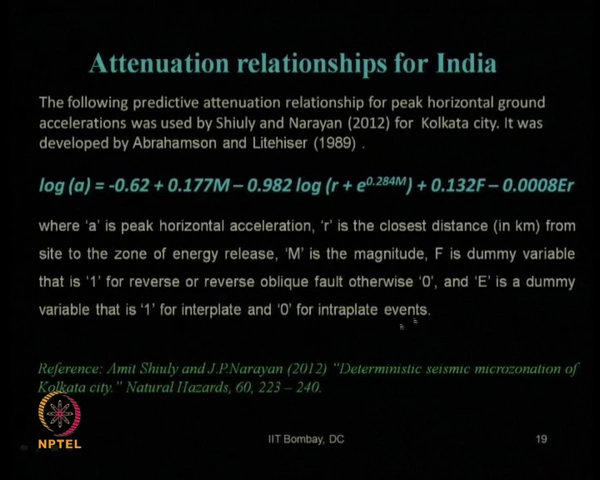 Attenuation relationships for India
The following predictive attenuation relationship for peak horizontal ground
accelerations was used by Shiuly and Narayan (2012) for Kolkata city. It was
developed by Abrahamson and Litehiser (1989) .
log (a) = -0.62 + 0.177M – 0.982 log (r + e^0.284M) + 0.132F – 0.0008Er
where ‘a’ is peak horizontal acceleration, ‘r’ is the closest distance (in km) from
site to the zone of energy release, ‘M’ is the magnitude, F is dummy variable
that is ‘1’ for reverse or reverse oblique fault otherwise ‘0’, and ‘E’ is a dummy
variable that is ‘1’ for interplate and ‘0’ for intraplate events.
Reference: Amit Shiuly and J.P.Narayan (2012) "Deterministic seismic microzonation of
Kolkata city." Natural Hazards, 60, 223 – 240.
NPTEL
IIT Bombay, DC
19